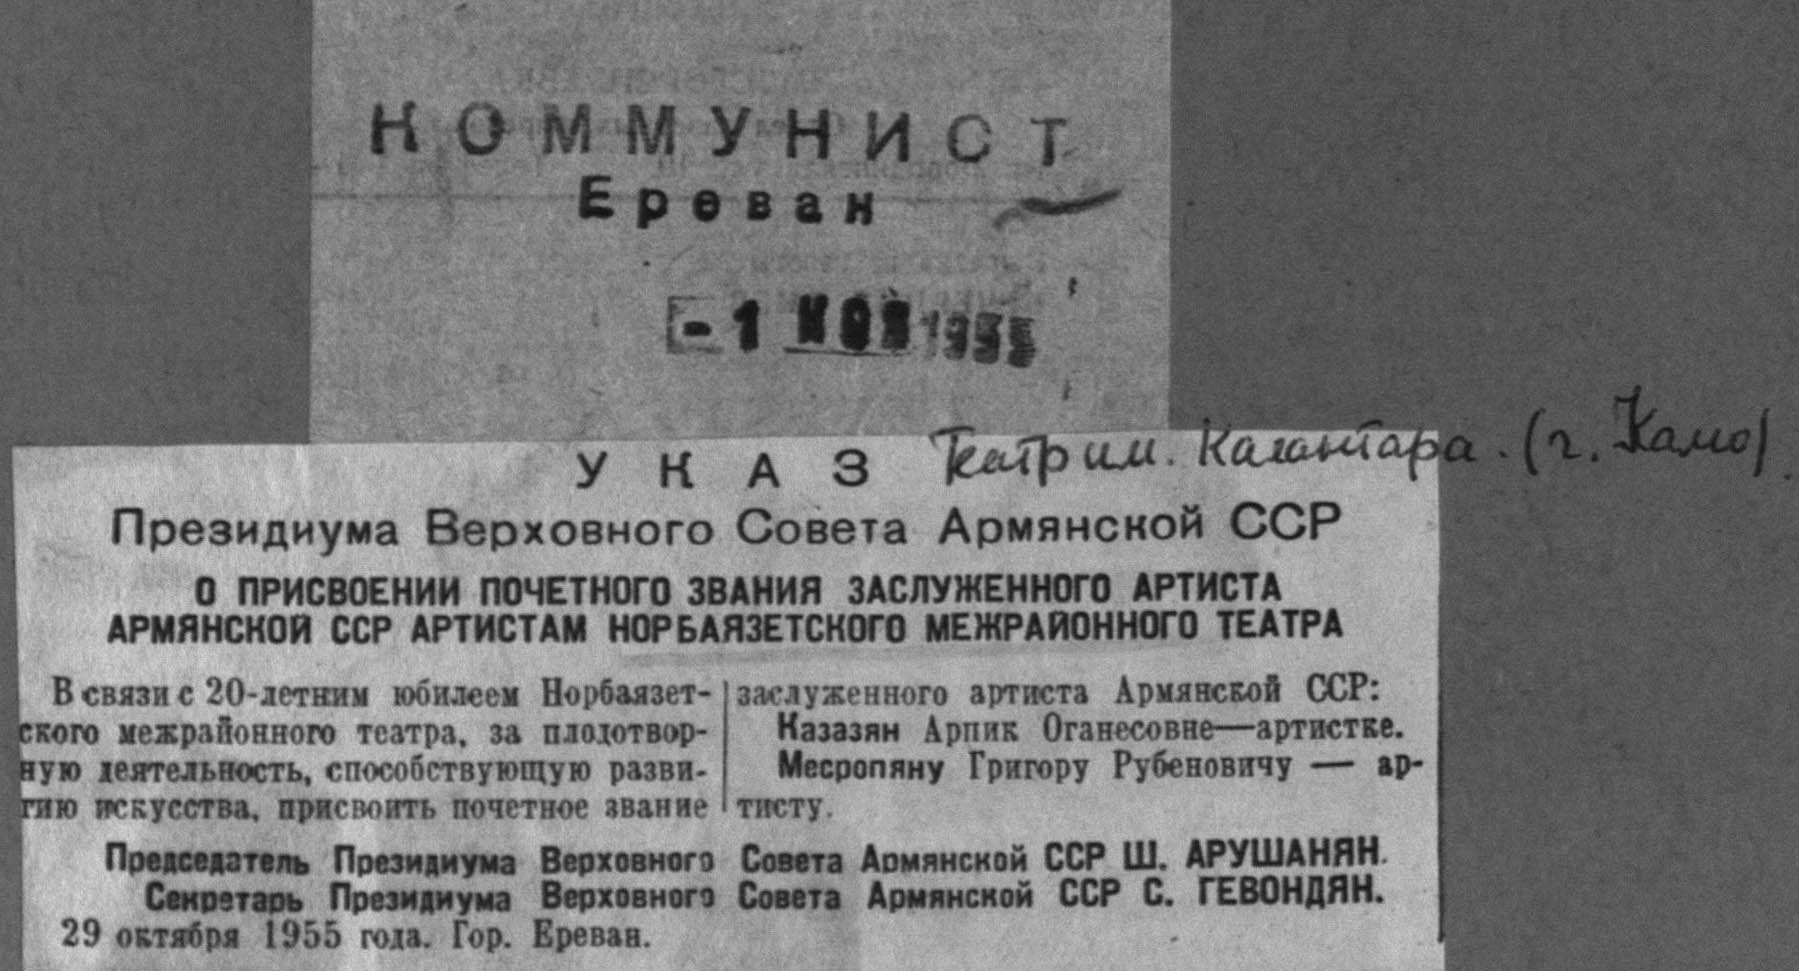 КОММУНИСТ
Ереван
-1 НОЯ 1955
УКАЗ Театр им. Калантара. (г. Камо)
Президиума Верховного Совета Армянской ССР
О ПРИСВОЕНИИ ПОЧЕТНОГО ЗВАНИЯ ЗАСЛУЖЕННОГО АРТИСТА
АРМЯНСКОЙ ССР АРТИСТАМ НОРБАЯЗЕТСКОГО МЕЖРАЙОННОГО ТЕАТРА
В связи с 20-летним юбилеем Норбаязет-
ского межрайонного театра, за плодотвор-
ную деятельность, способствующую разви-
тию искусства, присвоить почетное звание
заслуженного артиста Армянской ССР:
Казазян Арпик Оганесовне—артистке.
Месропяну Григору Рубеновичу — ар-
тисту.
Председатель Президиума Верховного Совета Армянской ССР Ш. АРУШАНЯН.
Секретарь Президиума Верховного Совета Армянской ССР С. ГЕВОНДЯН.
29 октября 1955 года. Гор. Ереван.